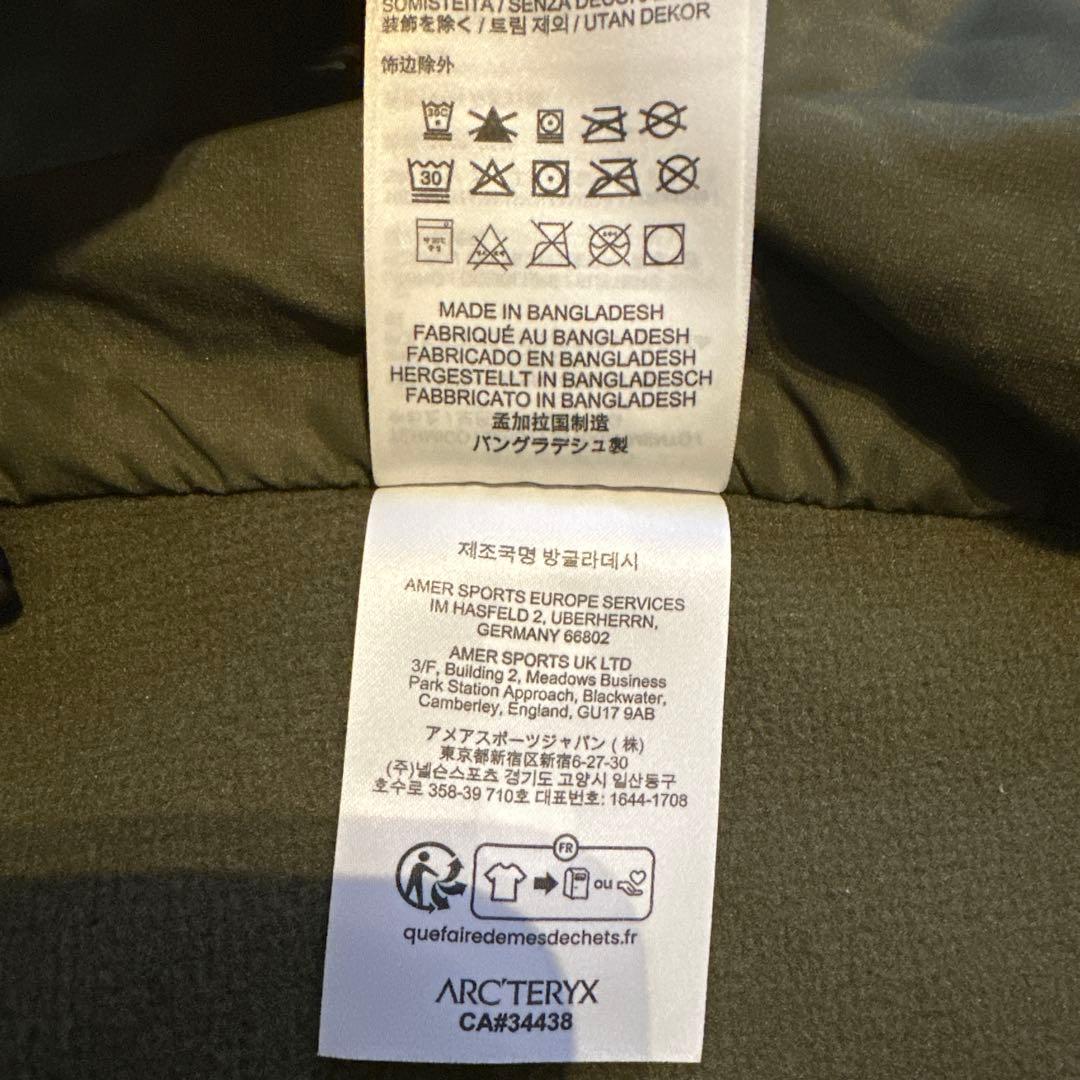 SOMISTEITA / SENZA
装飾を除く / 트림 제외 / UTAN DEKOR
饰边除外
30C
30
MADE IN BANGLADESH
FABRIQUÉ AU BANGLADESH
FABRICADO EN BANGLADESH
HERGESTELLT IN BANGLADESCH
FABBRICATO IN BANGLADESH
孟加拉国制造
バングラデシュ製
제조국명 방글라데시
AMER SPORTS EUROPE SERVICES
IM HASFELD 2, UBERHERRN,
GERMANY 66802
AMER SPORTS UK LTD
3/F, Building 2, Meadows Business
Park Station Approach, Blackwater,
Camberley, England, GU17 9AB
アメアスポーツジャパン (株)
東京都新宿区新宿6-27-30
(주)넬슨스포츠 경기도 고양시 일산동구
호수로 358-39 710호 대표번호: 1644-1708
FR
ou
quefairedemesdechets.fr
ARC'TERYX
CA#34438